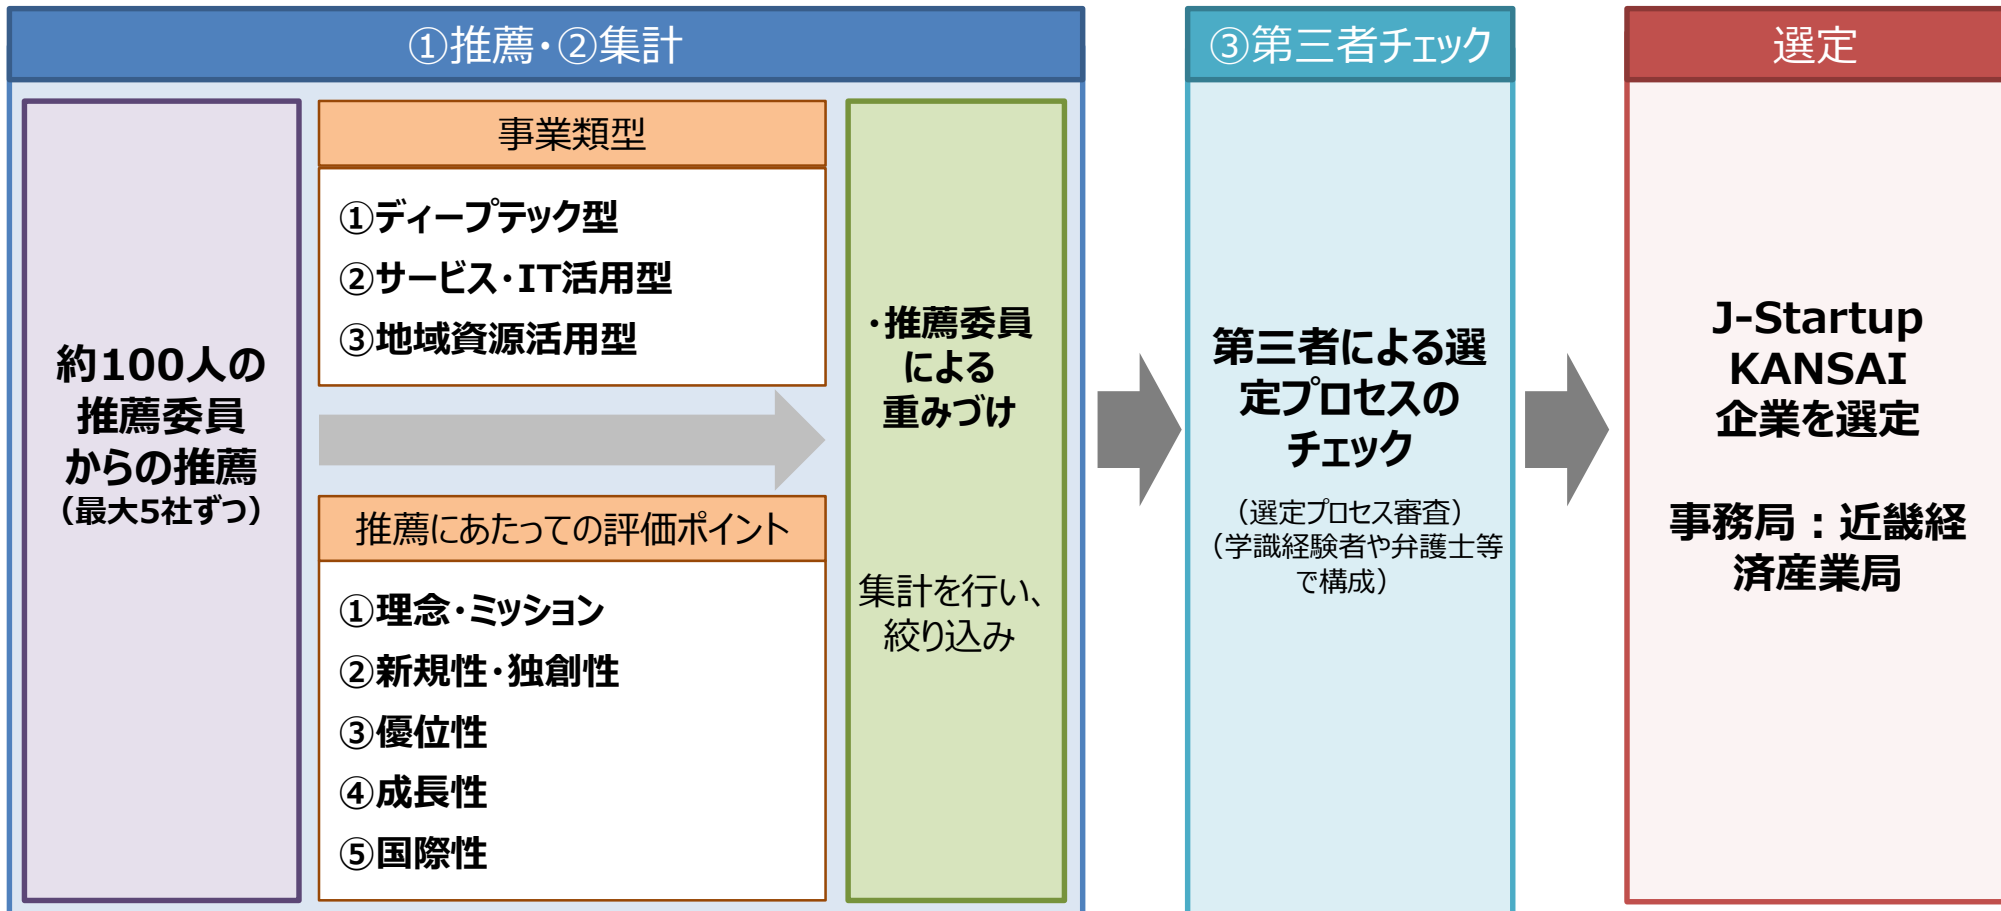 ①推薦・②集計
約100人の
推薦委員
からの推薦
（最大5社ずつ）
事業類型
①ディープテック型
②サービス・IT活用型
③地域資源活用型
推薦にあたっての評価ポイント
①理念・ミッション
②新規性・独創性
③優位性
④成長性
⑤国際性
・推薦委員
による
重みづけ
集計を行い、
絞り込み
③第三者チェック
第三者による選
定プロセスの
チェック
（選定プロセス審査）
（学識経験者や弁護士等
で構成）
選定
J-Startup
KANSAI
企業を選定
事務局：近畿経
済産業局